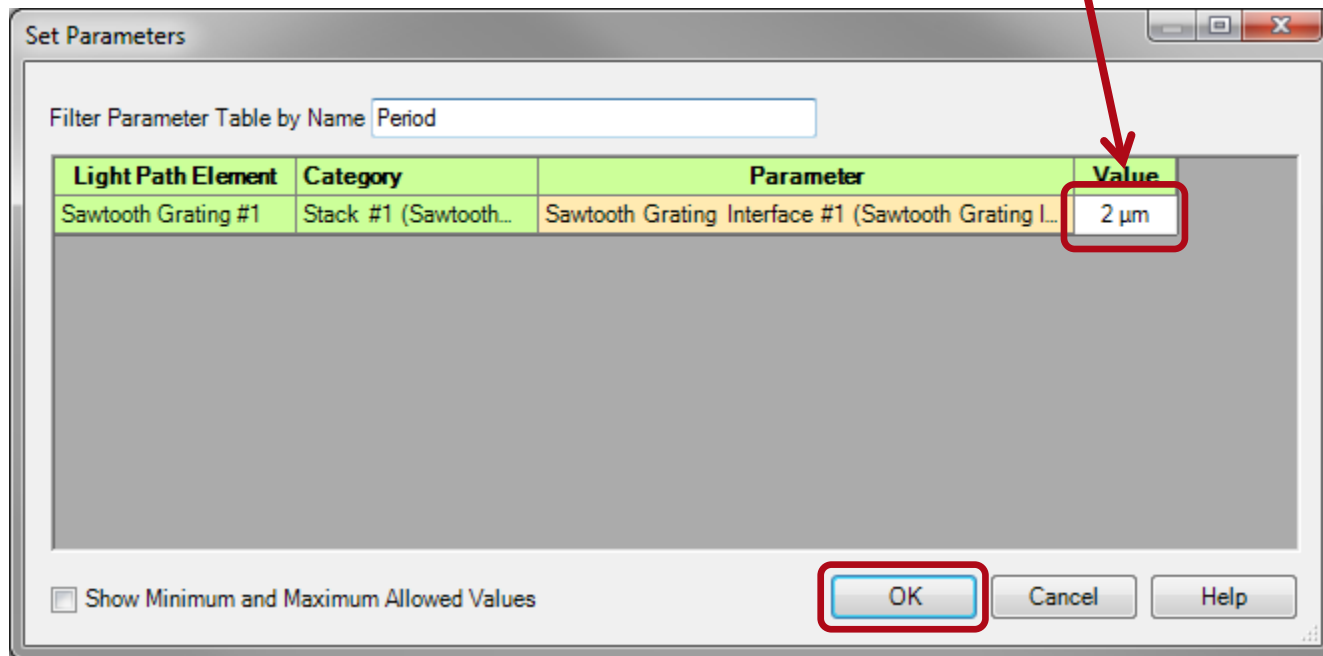 Set Parameters
Filter Parameter Table by Name Period
Light Path Element Category Parameter Value
Sawtooth Grating #1 Stack #1 (Sawtooth... Sawtooth Grating Interface #1 (Sawtooth Grating I... 2 µm
Show Minimum and Maximum Allowed Values OK Cancel Help